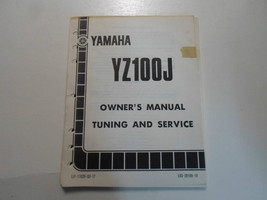 YAMAHA
YZ100J
OWNER'S MANUAL
TUNING AND SERVICE